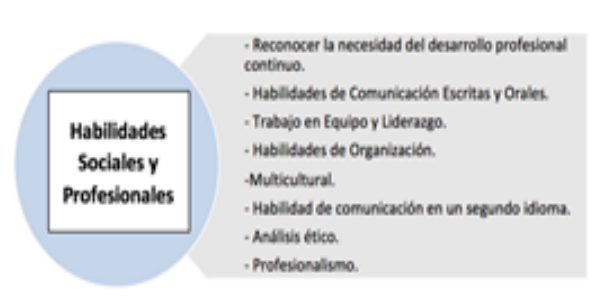 Habilidades
Sociales y
Profesionales
- Reconocer la necesidad del desarrollo profesional
continuo.
- Habilidades de Comunicación Escritas y Orales.
- Trabajo en Equipo y Liderazgo.
- Habilidades de Organización.
-Multicultural.
- Habilidad de comunicación en un segundo idioma.
- Análisis ético.
- Profesionalismo.